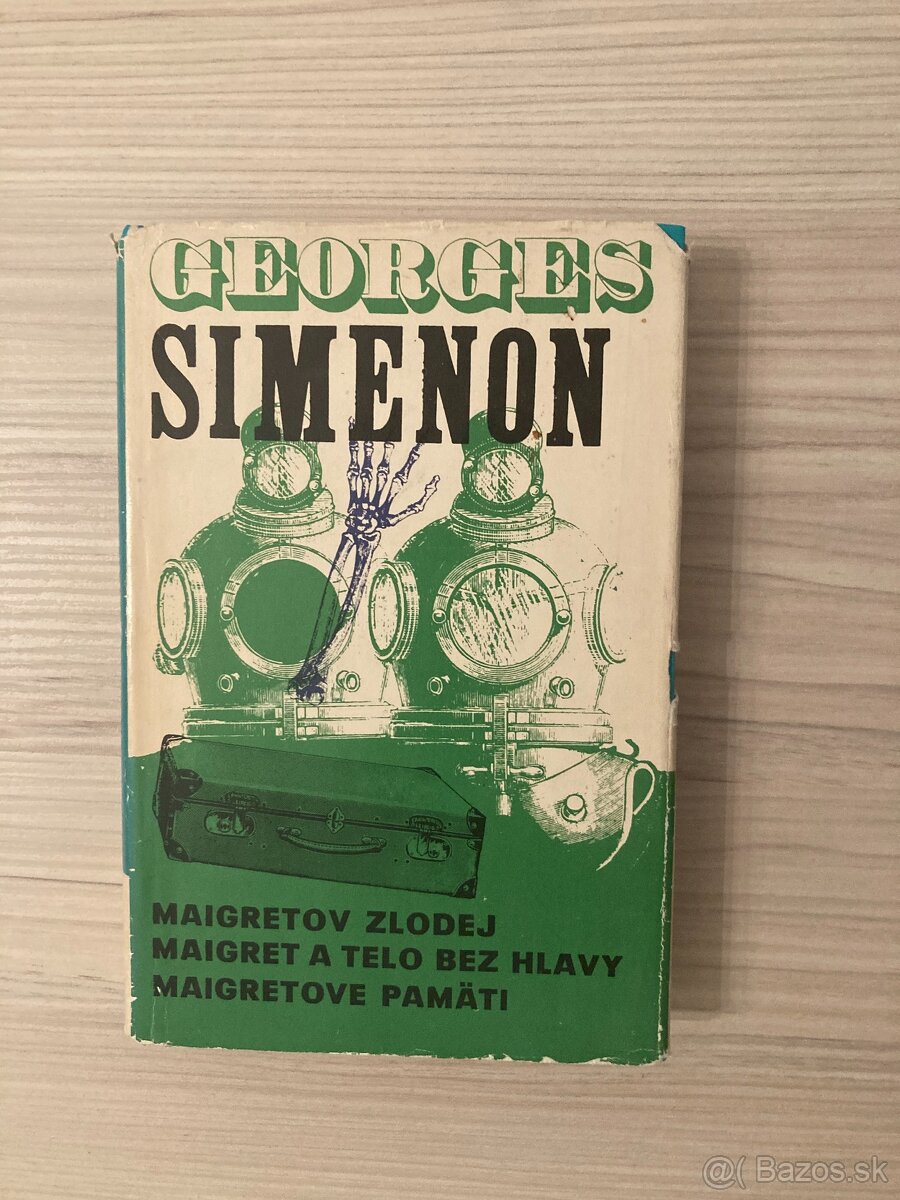 GEORGES
SIMENON
MAIGRETOV ZLODEJ
MAIGRET A TELO BEZ HLAVY
MAIGRETOVE PAMÄTI
@( Bazos.sk